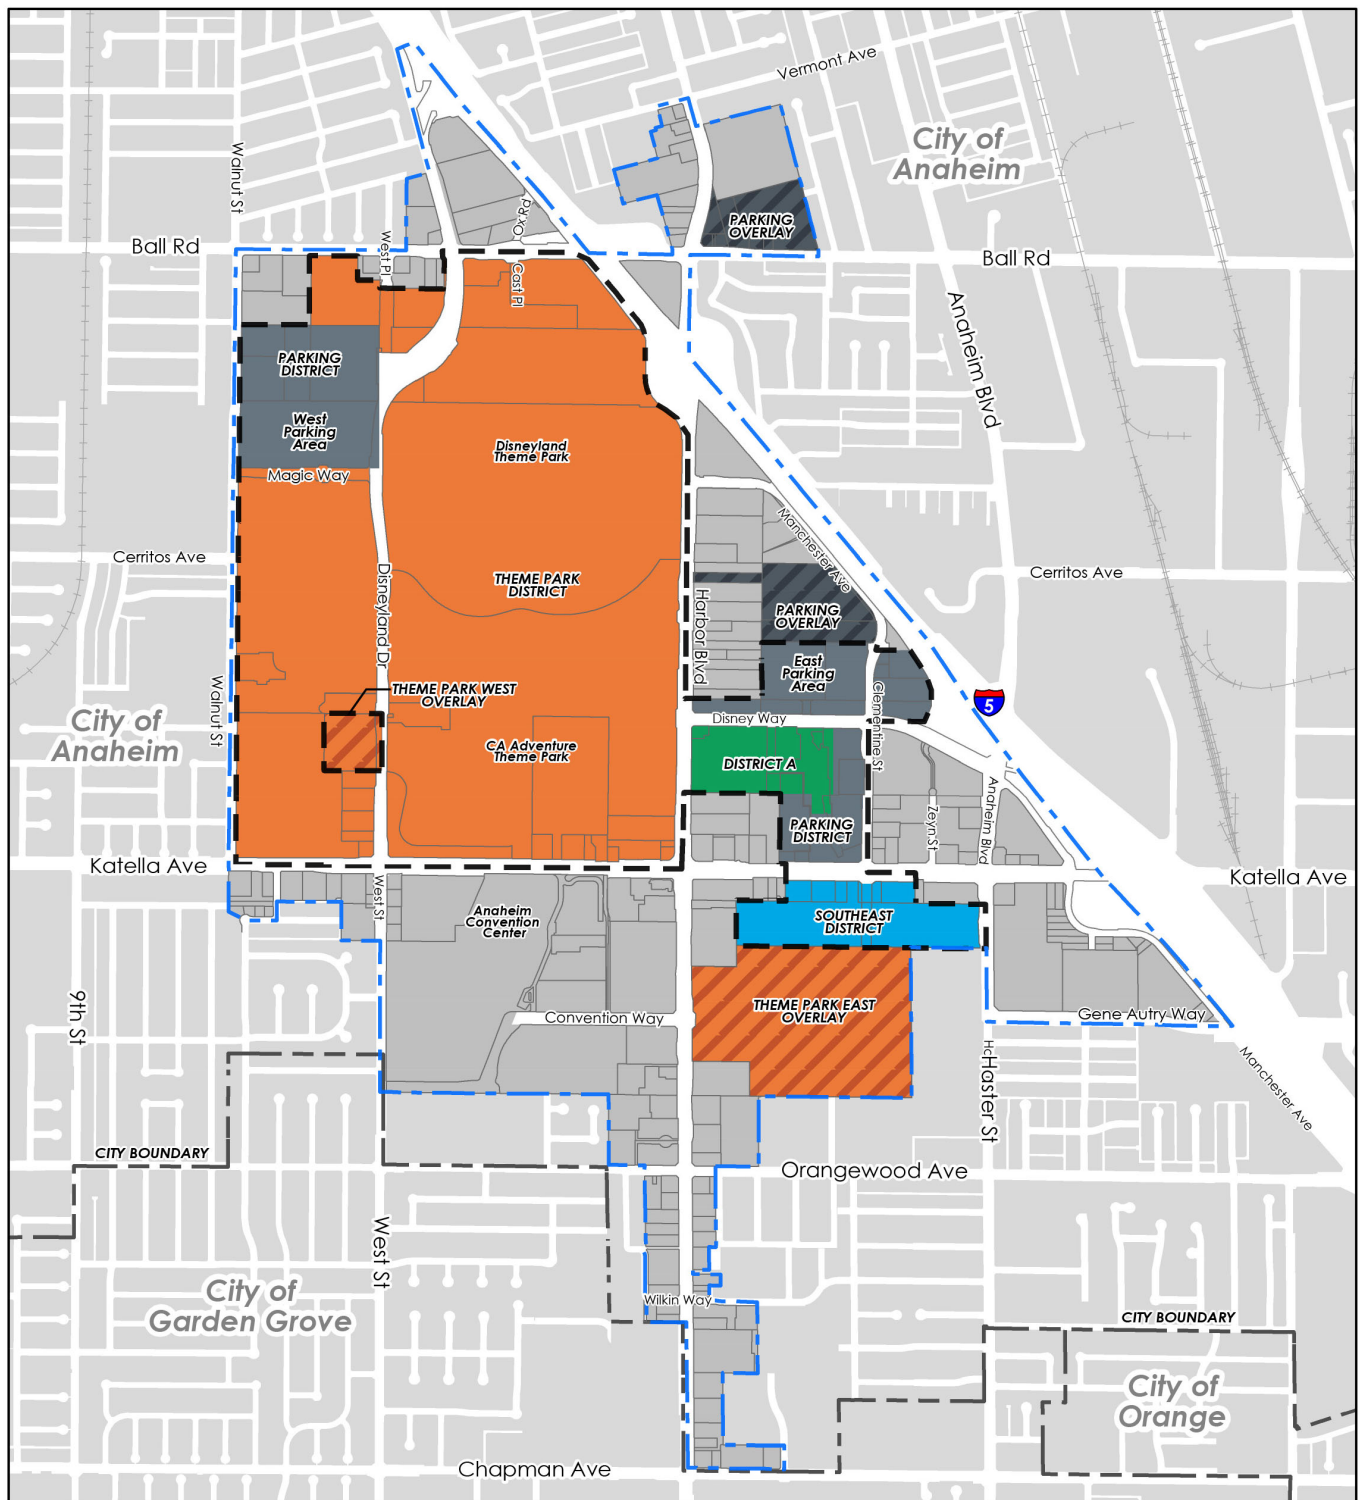 Vermont Ave
City of
Anaheim
Walnut St
Ox Rd
PARKING
OVERLAY
Ball Rd
West Pl
Cast Pl
Ball Rd
Anaheim Blvd
PARKING
DISTRICT
West
Parking
Area
Disneyland
Theme Park
Magic Way
Manchester Ave
Cerritos Ave
Disneyland Dr
THEME PARK
DISTRICT
Harbor Blvd
Cerritos Ave
PARKING
OVERLAY
East
Parking
Area
Walnut St
THEME PARK WEST
OVERLAY
Clementine St
5
City of
Anaheim
Disney Way
CA Adventure
Theme Park
DISTRICT A
Zeyn St
Anaheim Blvd
PARKING
DISTRICT
Katella Ave
Katella Ave
West St
Anaheim
Convention
Center
SOUTHEAST
DISTRICT
9th St
THEME PARK EAST
OVERLAY
Convention Way
Gene Autry Way
Haster St
Manchester Ave
CITY BOUNDARY
Orangewood Ave
West St
City of
Garden Grove
Wilkin Way
CITY BOUNDARY
City of
Orange
Chapman Ave